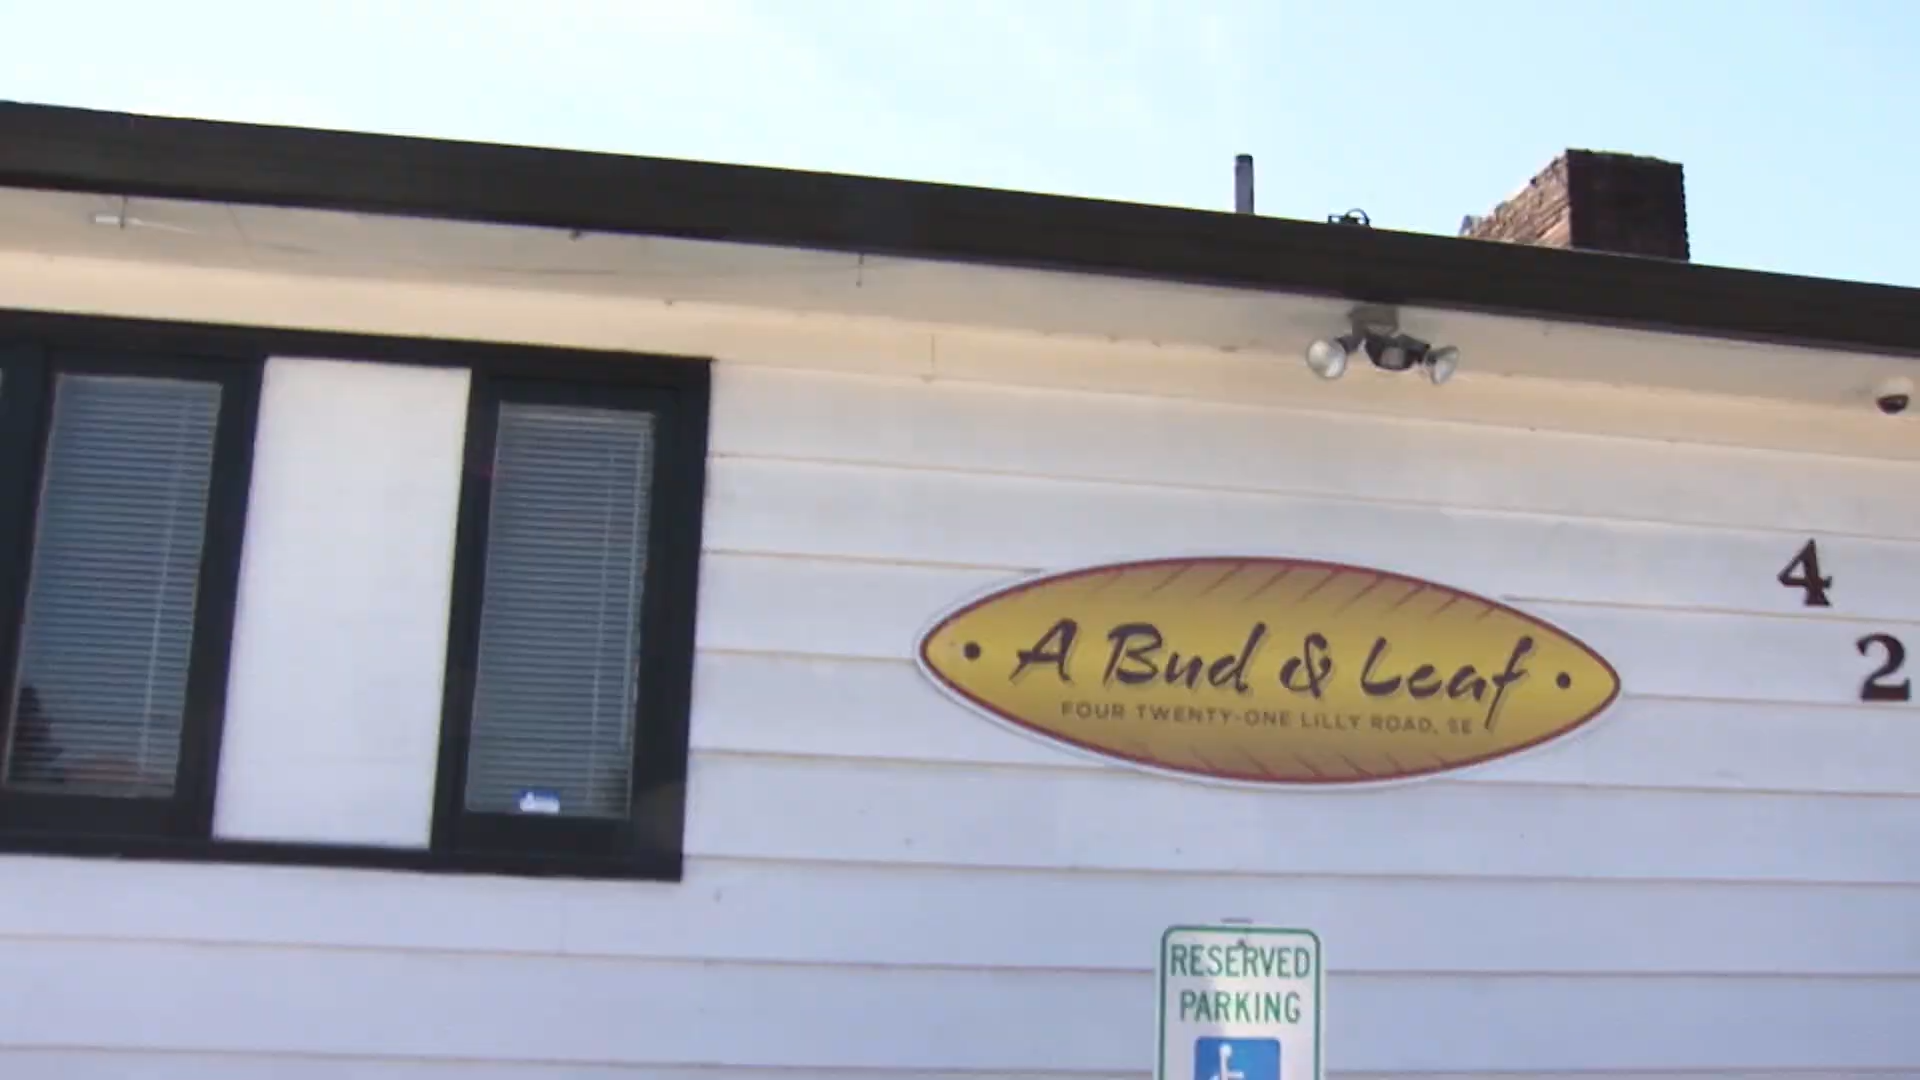 A Bud & Leaf
FOUR TWENTY-ONE LILLY ROAD, SE
4
2
RESERVED
PARKING